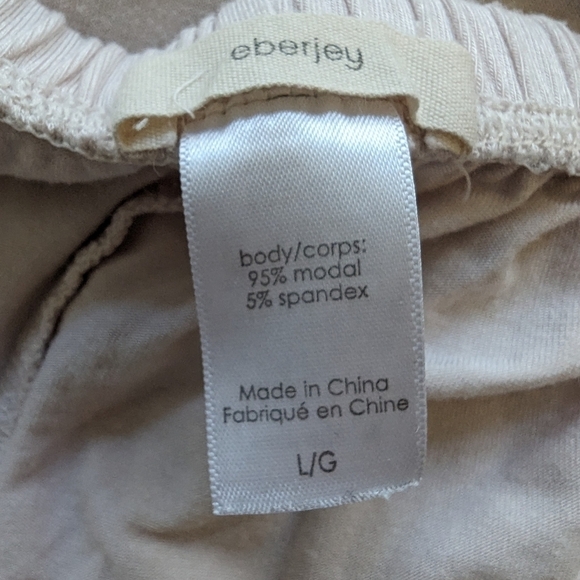 eberjey
body/corps:
95% modal
5% spandex
Made in China
Fabriqué en Chine
L/G